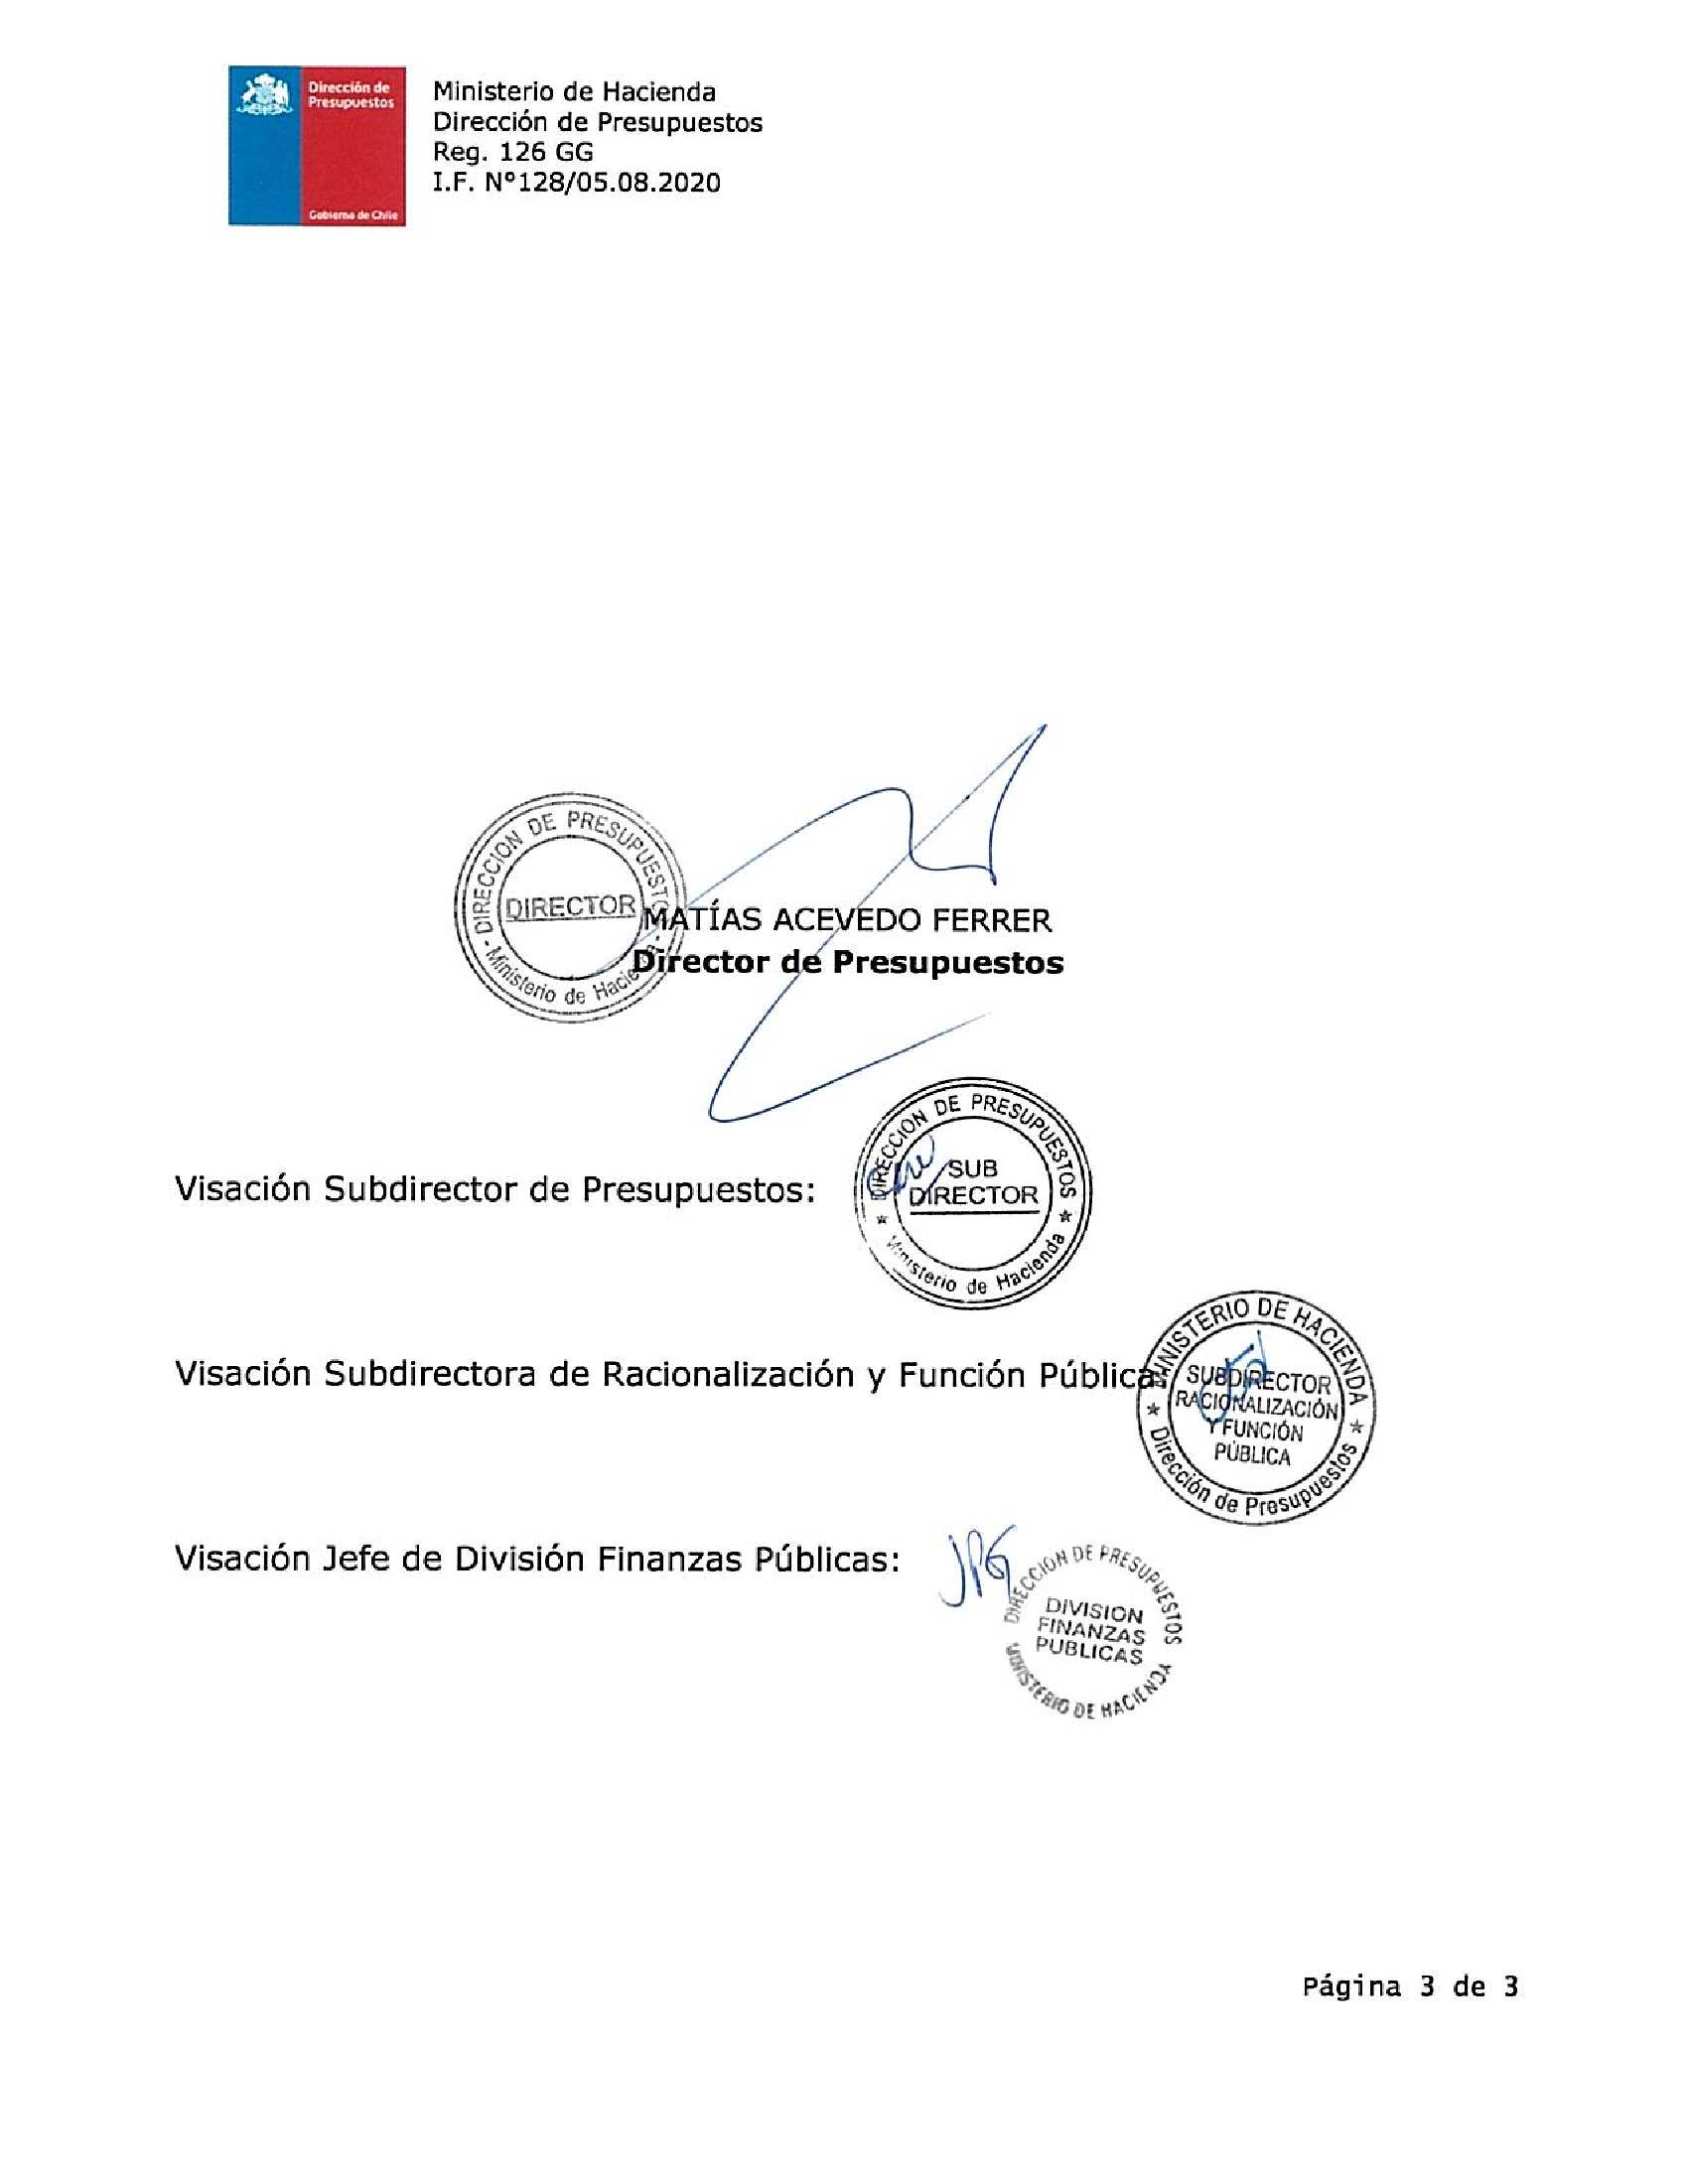 Dirección de
Presupuestos
Gobierno de Chile
Ministerio de Hacienda
Dirección de Presupuestos
Reg. 126 GG
I.F. Nº128/05.08.2020
DIRECCION DE PRESUPUESTOS
DIRECTOR
- Ministerio de Hacienda -
MATÍAS ACEVEDO FERRER
Director de Presupuestos
Visación Subdirector de Presupuestos:
DIRECCION DE PRESUPUESTOS
SUB
DIRECTOR
* Ministerio de Hacienda *
Visación Subdirectora de Racionalización y Función Pública:
MINISTERIO DE HACIENDA
SUBDIRECTOR
RACIONALIZACIÓN
Y FUNCIÓN
PÚBLICA
* Dirección de Presupuestos *
Visación Jefe de División Finanzas Públicas:
JPG
DIRECCION DE PRESUPUESTOS
DIVISION
FINANZAS
PUBLICAS
MINISTERIO DE HACIENDA
Página 3 de 3